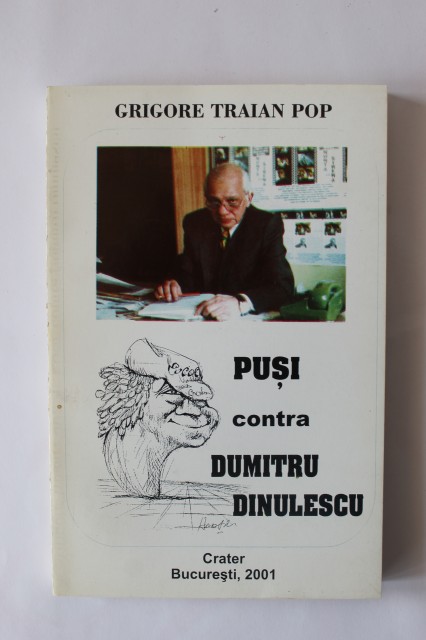 GRIGORE TRAIAN POP
PUȘI
contra
DUMITRU
DINULESCU
Crater
București, 2001